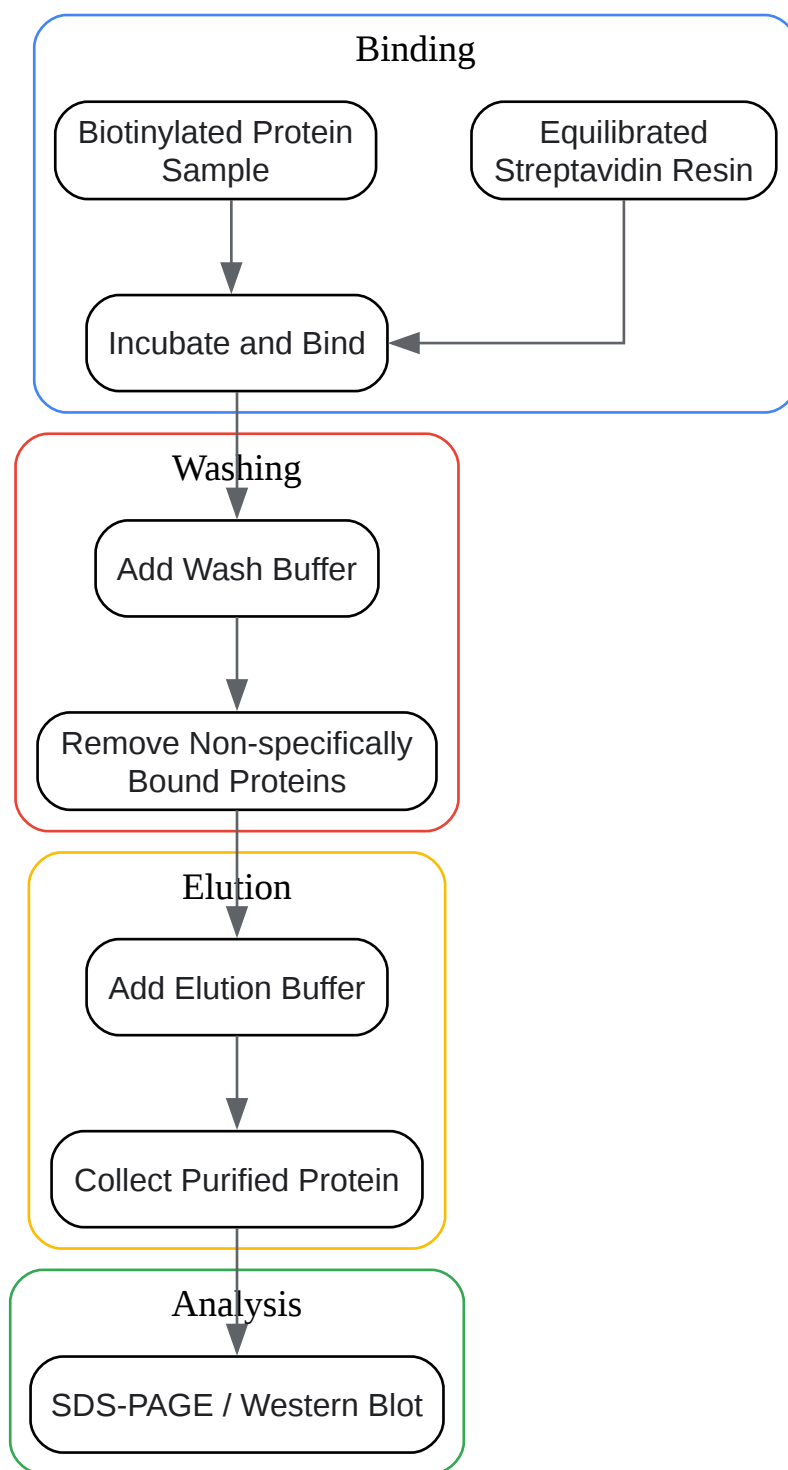 Binding
Biotinylated Protein
Sample
Equilibrated
Streptavidin Resin
Incubate and Bind
Washing
Add Wash Buffer
Remove Non-specifically
Bound Proteins
Elution
Add Elution Buffer
Collect Purified Protein
Analysis
SDS-PAGE / Western Blot